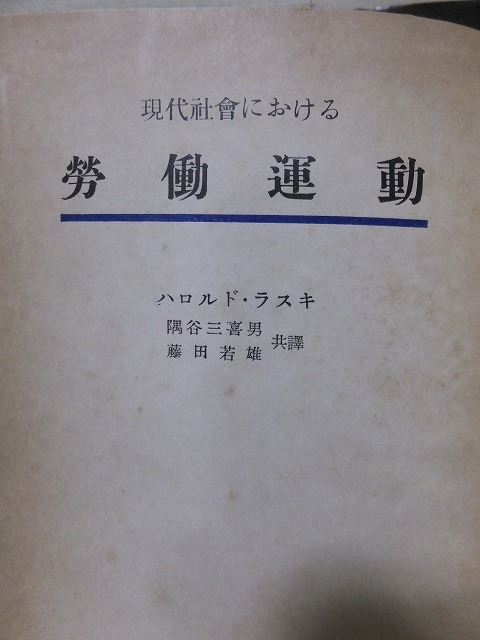 現代社會における
勞働運動
ハロルド・ラスキ
隅谷三喜男
藤田若雄
共譯